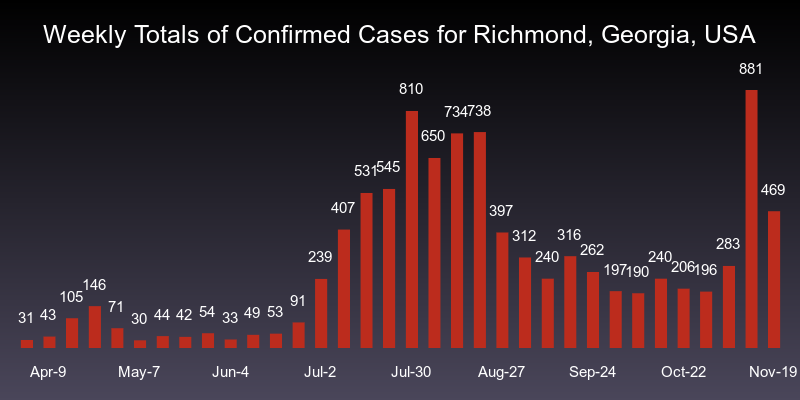 Weekly Totals of Confirmed Cases for Richmond, Georgia, USA
31 43 105 146 71 30 44 42 54 33 49 53 91 239 407 531 545 810 650 734 738 397 312 240 316 262 197 190 240 206 196 283 881 469
Apr-9 May-7 Jun-4 Jul-2 Jul-30 Aug-27 Sep-24 Oct-22 Nov-19